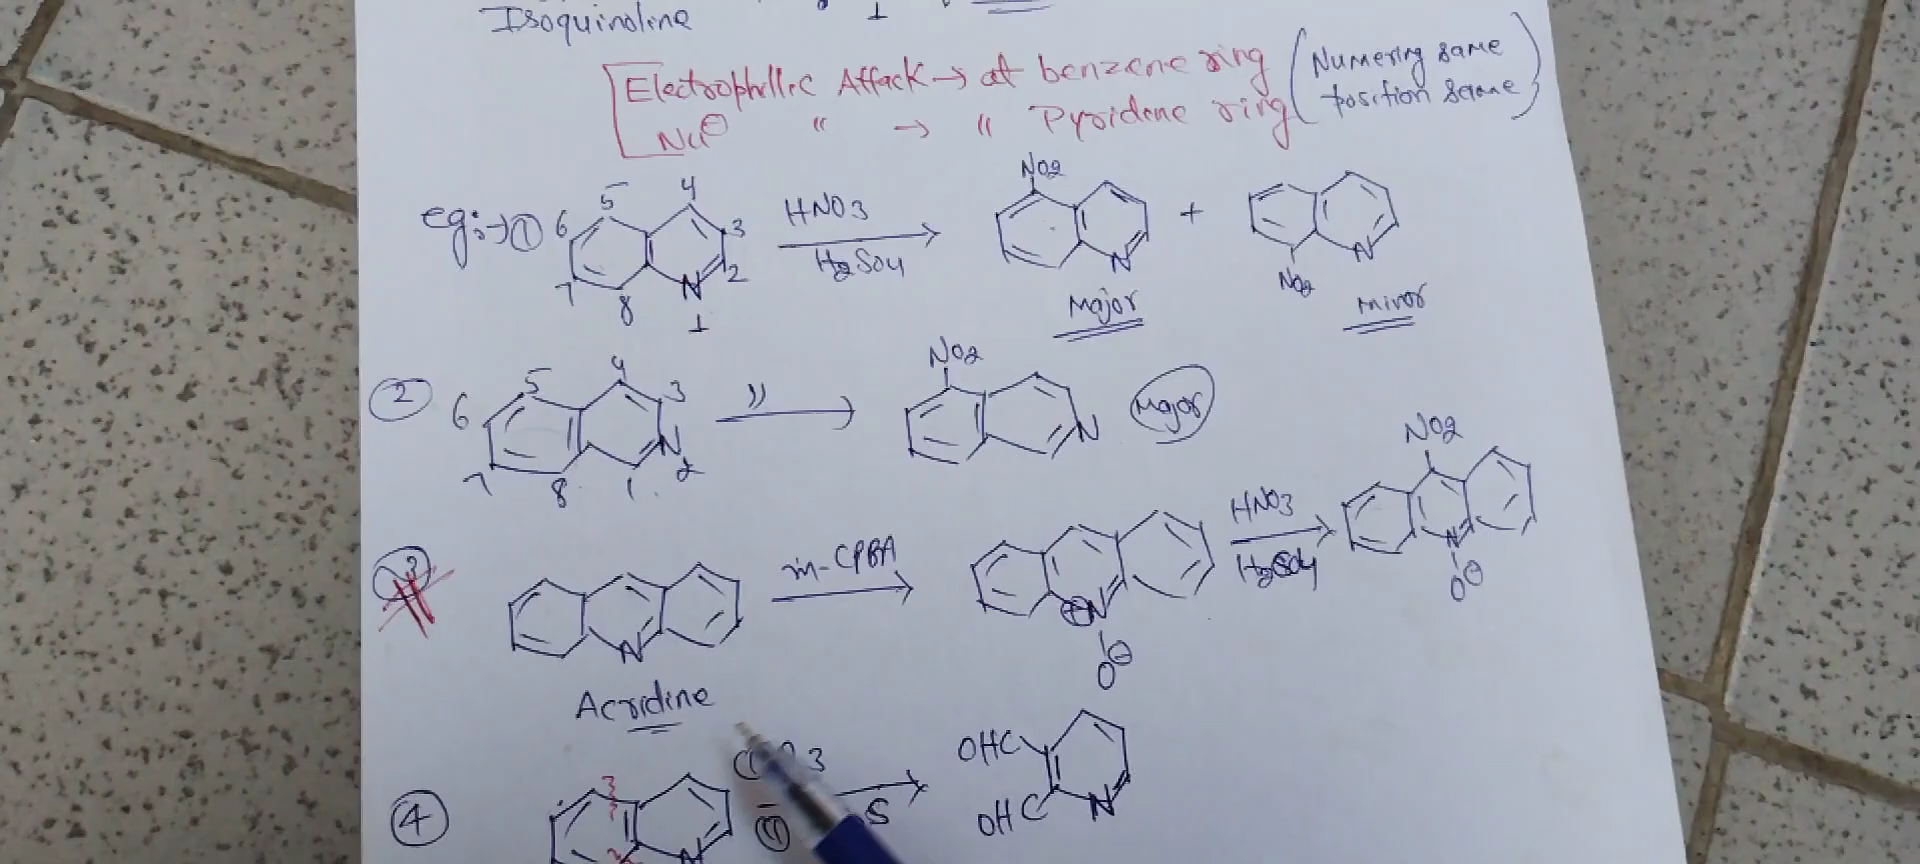 Isoquinoline
Electrophillic Attack → at benzene ring (Numering same
Nu⊖ " → " Pyridene ring position same)
eg:→ ① 6 5 4 3 2 N 1 8 7 HNO3 H2SO4 NO2 N Major + NO2 N minor
② 6 5 4 3 N 2 1 8 7 " NO2 N Major
N Acridine m-CPBA ⊕N O⊖ HNO3 H2SO4 NO2 N O⊖
④ N 3 S OHC OHC N